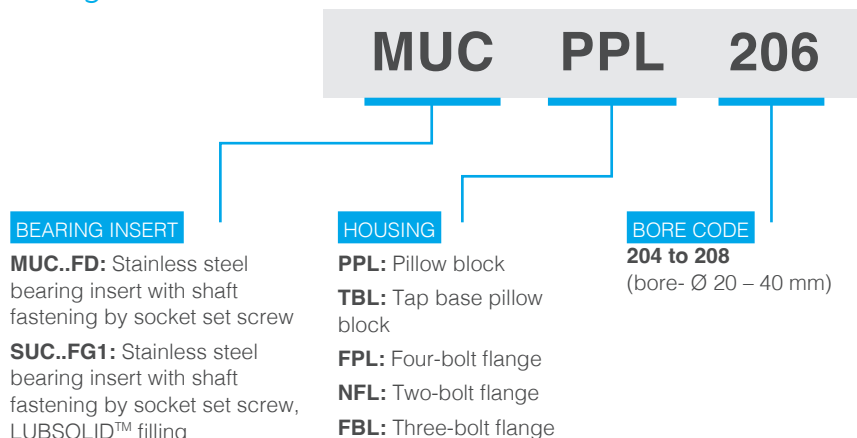 MUC PPL 206
BEARING INSERT
MUC..FD: Stainless steel
bearing insert with shaft
fastening by socket set screw
SUC..FG1: Stainless steel
bearing insert with shaft
fastening by socket set screw,
LUBSOLID™ filling
HOUSING
PPL: Pillow block
TBL: Tap base pillow
block
FPL: Four-bolt flange
NFL: Two-bolt flange
FBL: Three-bolt flange
BORE CODE
204 to 208
(bore- Ø 20 – 40 mm)